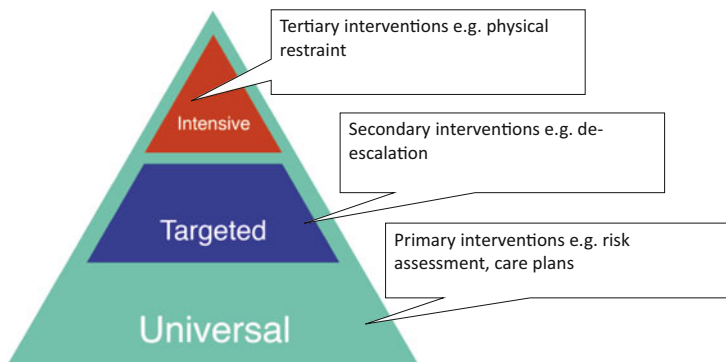 Tertiary interventions e.g. physical
restraint
Intensive
Secondary interventions e.g. de-
escalation
Targeted
Primary interventions e.g. risk
assessment, care plans
Universal